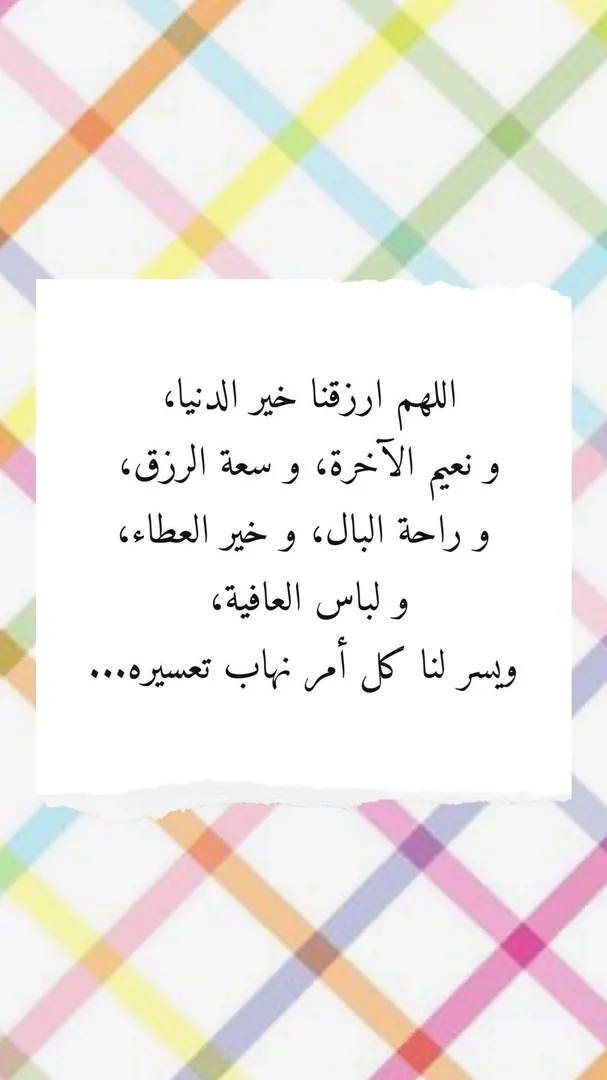 اللهم ارزقنا خير الدنيا،
و نعيم الآخرة، و سعة الرزق،
و راحة البال، و خير العطاء،
و لباس العافية،
ويسر لنا كل أمر نهاب تعسيره...